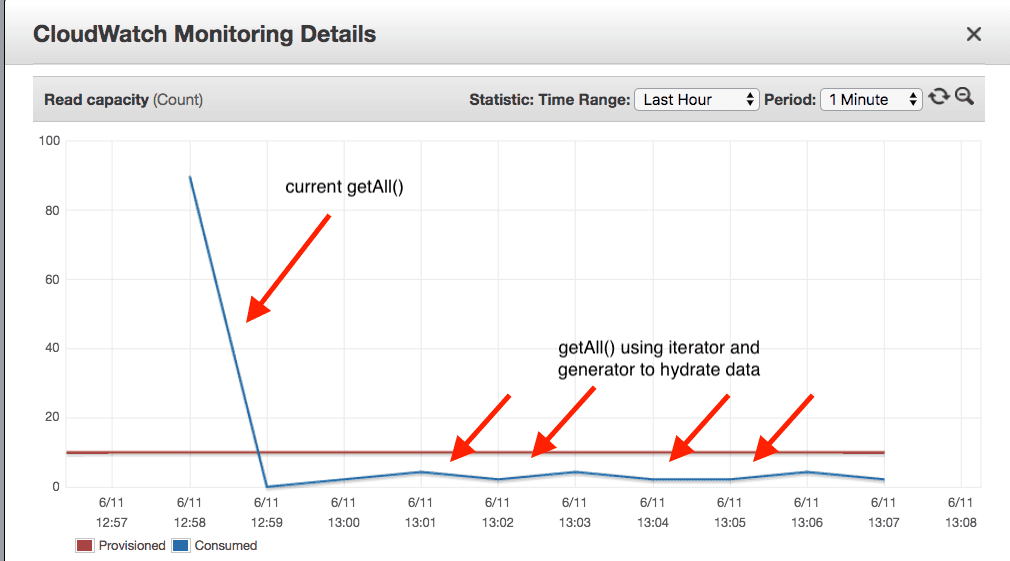 CloudWatch Monitoring Details ×
Read capacity (Count) Statistic: Time Range: Last Hour Period: 1 Minute
100
current getAll()
80
60
40
getAll() using iterator and
generator to hydrate data
20
0
6/11 6/11 6/11 6/11 6/11 6/11 6/11 6/11 6/11 6/11 6/11 6/11
12:57 12:58 12:59 13:00 13:01 13:02 13:03 13:04 13:05 13:06 13:07 13:08
Provisioned Consumed